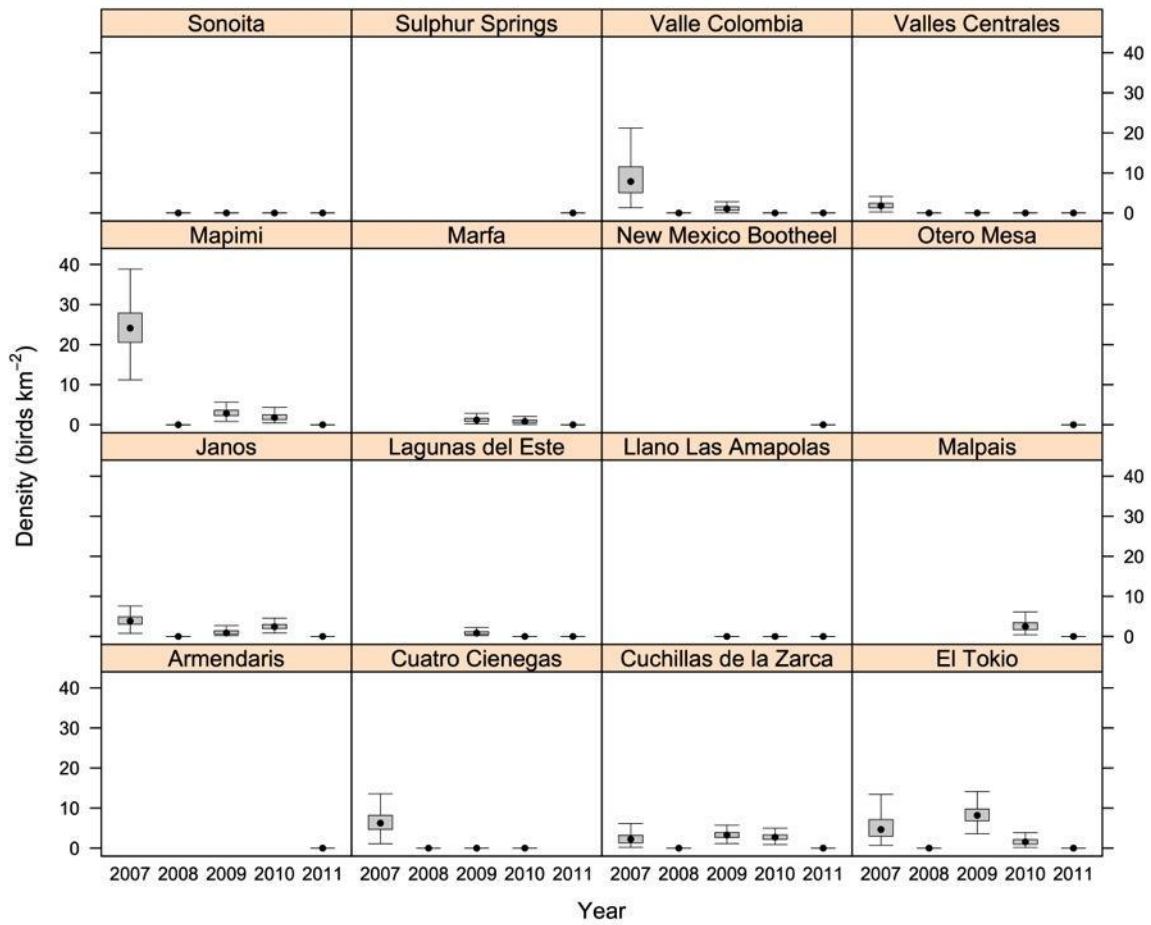 Sonoita Sulphur Springs Valle Colombia Valles Centrales
40
30
20
10
0
Mapimi Marfa New Mexico Bootheel Otero Mesa
40
30
20
10
0
Janos Lagunas del Este Llano Las Amapolas Malpais
40
30
20
10
0
Armendaris Cuatro Cienegas Cuchillas de la Zarca El Tokio
40
30
20
10
0
2007 2008 2009 2010 2011 2007 2008 2009 2010 2011 2007 2008 2009 2010 2011 2007 2008 2009 2010 2011
Density (birds km⁻²)
Year